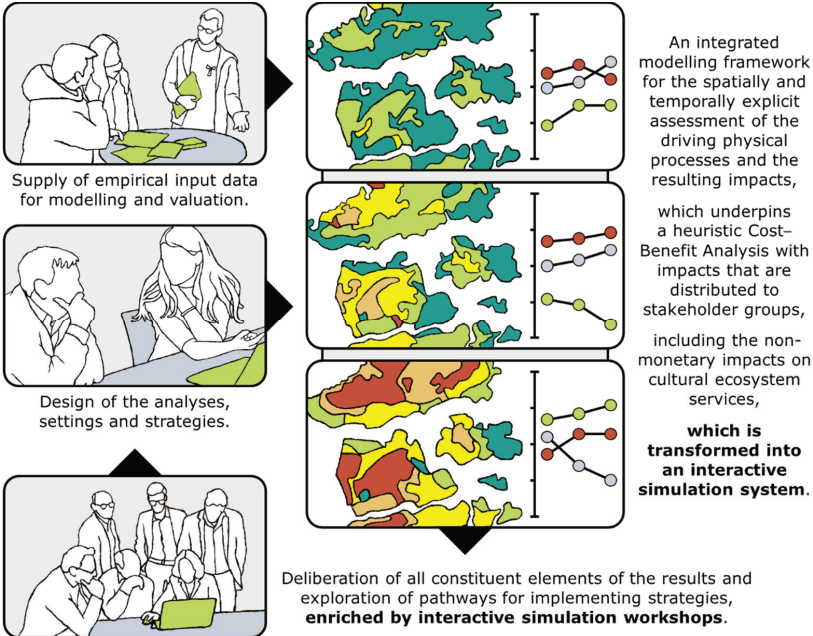 Supply of empirical input data
for modelling and valuation.
Design of the analyses,
settings and strategies.
An integrated
modelling framework
for the spatially and
temporally explicit
assessment of the
driving physical
processes and the
resulting impacts,
which underpins
a heuristic Cost–
Benefit Analysis with
impacts that are
distributed to
stakeholder groups,
including the non-
monetary impacts on
cultural ecosystem
services,
which is
transformed into
an interactive
simulation system.
Deliberation of all constituent elements of the results and
exploration of pathways for implementing strategies,
enriched by interactive simulation workshops.